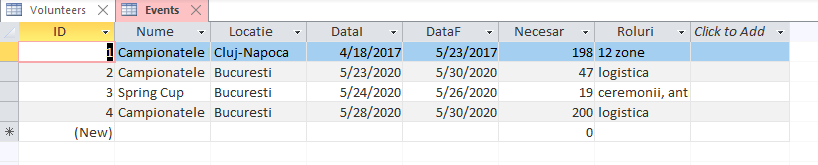 Volunteers Events
ID Nume Locatie DataI DataF Necesar Roluri Click to Add
1 Campionatele Cluj-Napoca 4/18/2017 5/23/2017 198 12 zone
2 Campionatele Bucuresti 5/23/2020 5/30/2020 47 logistica
3 Spring Cup Bucuresti 5/24/2020 5/26/2020 19 ceremonii, ant
4 Campionatele Bucuresti 5/28/2020 5/30/2020 200 logistica
(New) 0